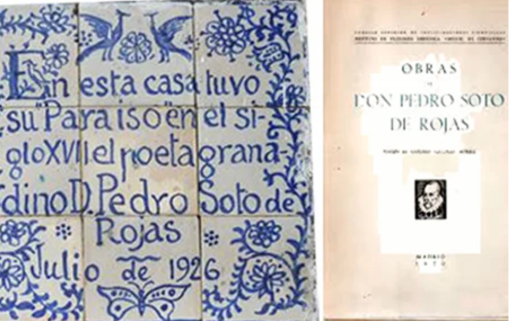 En esta casa tuvo
su "Paraiso" en el si-
glo XVII el poeta grana-
dino D. Pedro Soto de
Rojas
Julio de 1926
OBRAS
DON PEDRO SOTO
DE ROJAS
MADRID